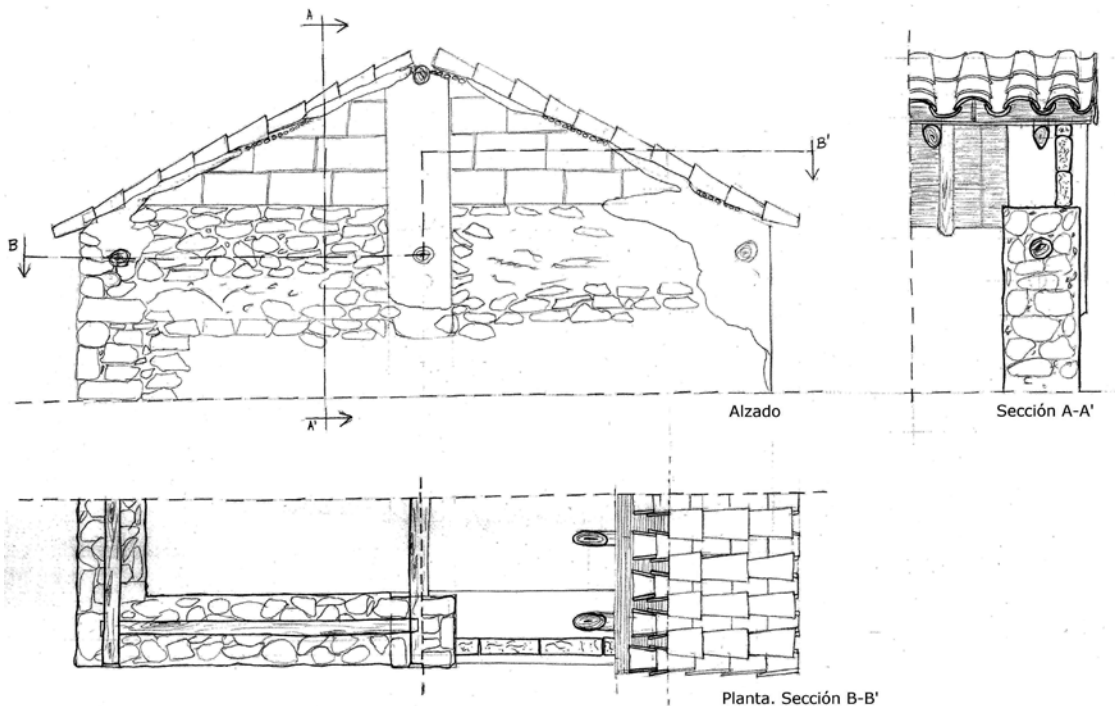 A
B'
B
A'
Alzado
Sección A-A'
Planta. Sección B-B'